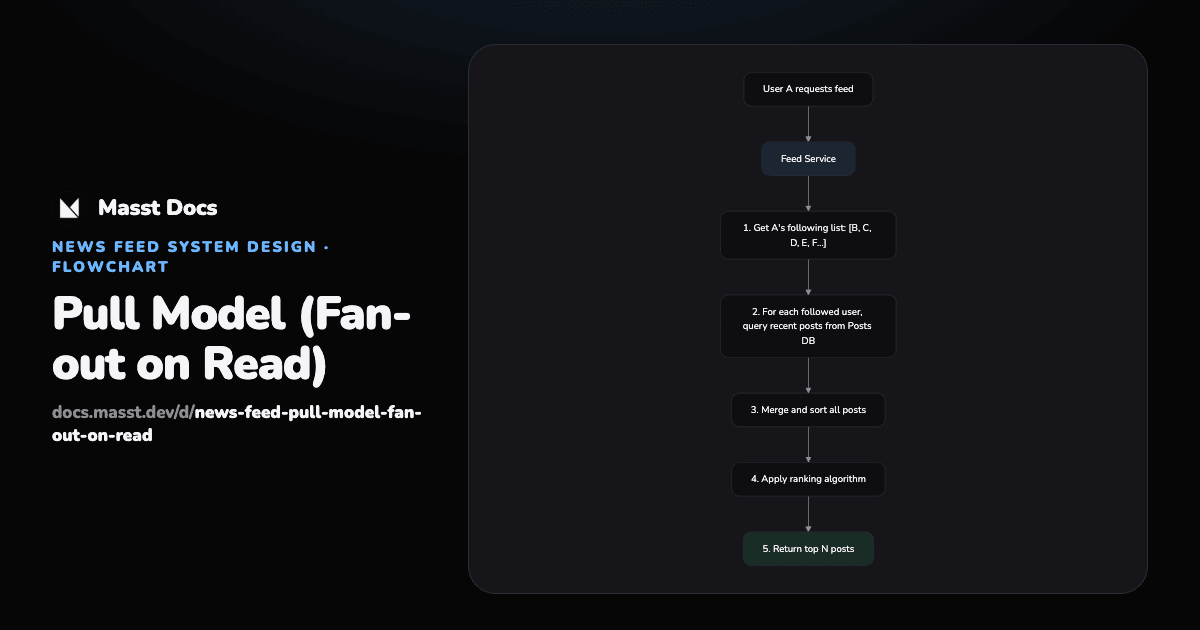 Masst Docs
NEWS FEED SYSTEM DESIGN ·
FLOWCHART
Pull Model (Fan-
out on Read)
docs.masst.dev/d/news-feed-pull-model-fan-
out-on-read
User A requests feed
Feed Service
1. Get A's following list: [B, C,
D, E, F...]
2. For each followed user,
query recent posts from Posts
DB
3. Merge and sort all posts
4. Apply ranking algorithm
5. Return top N posts